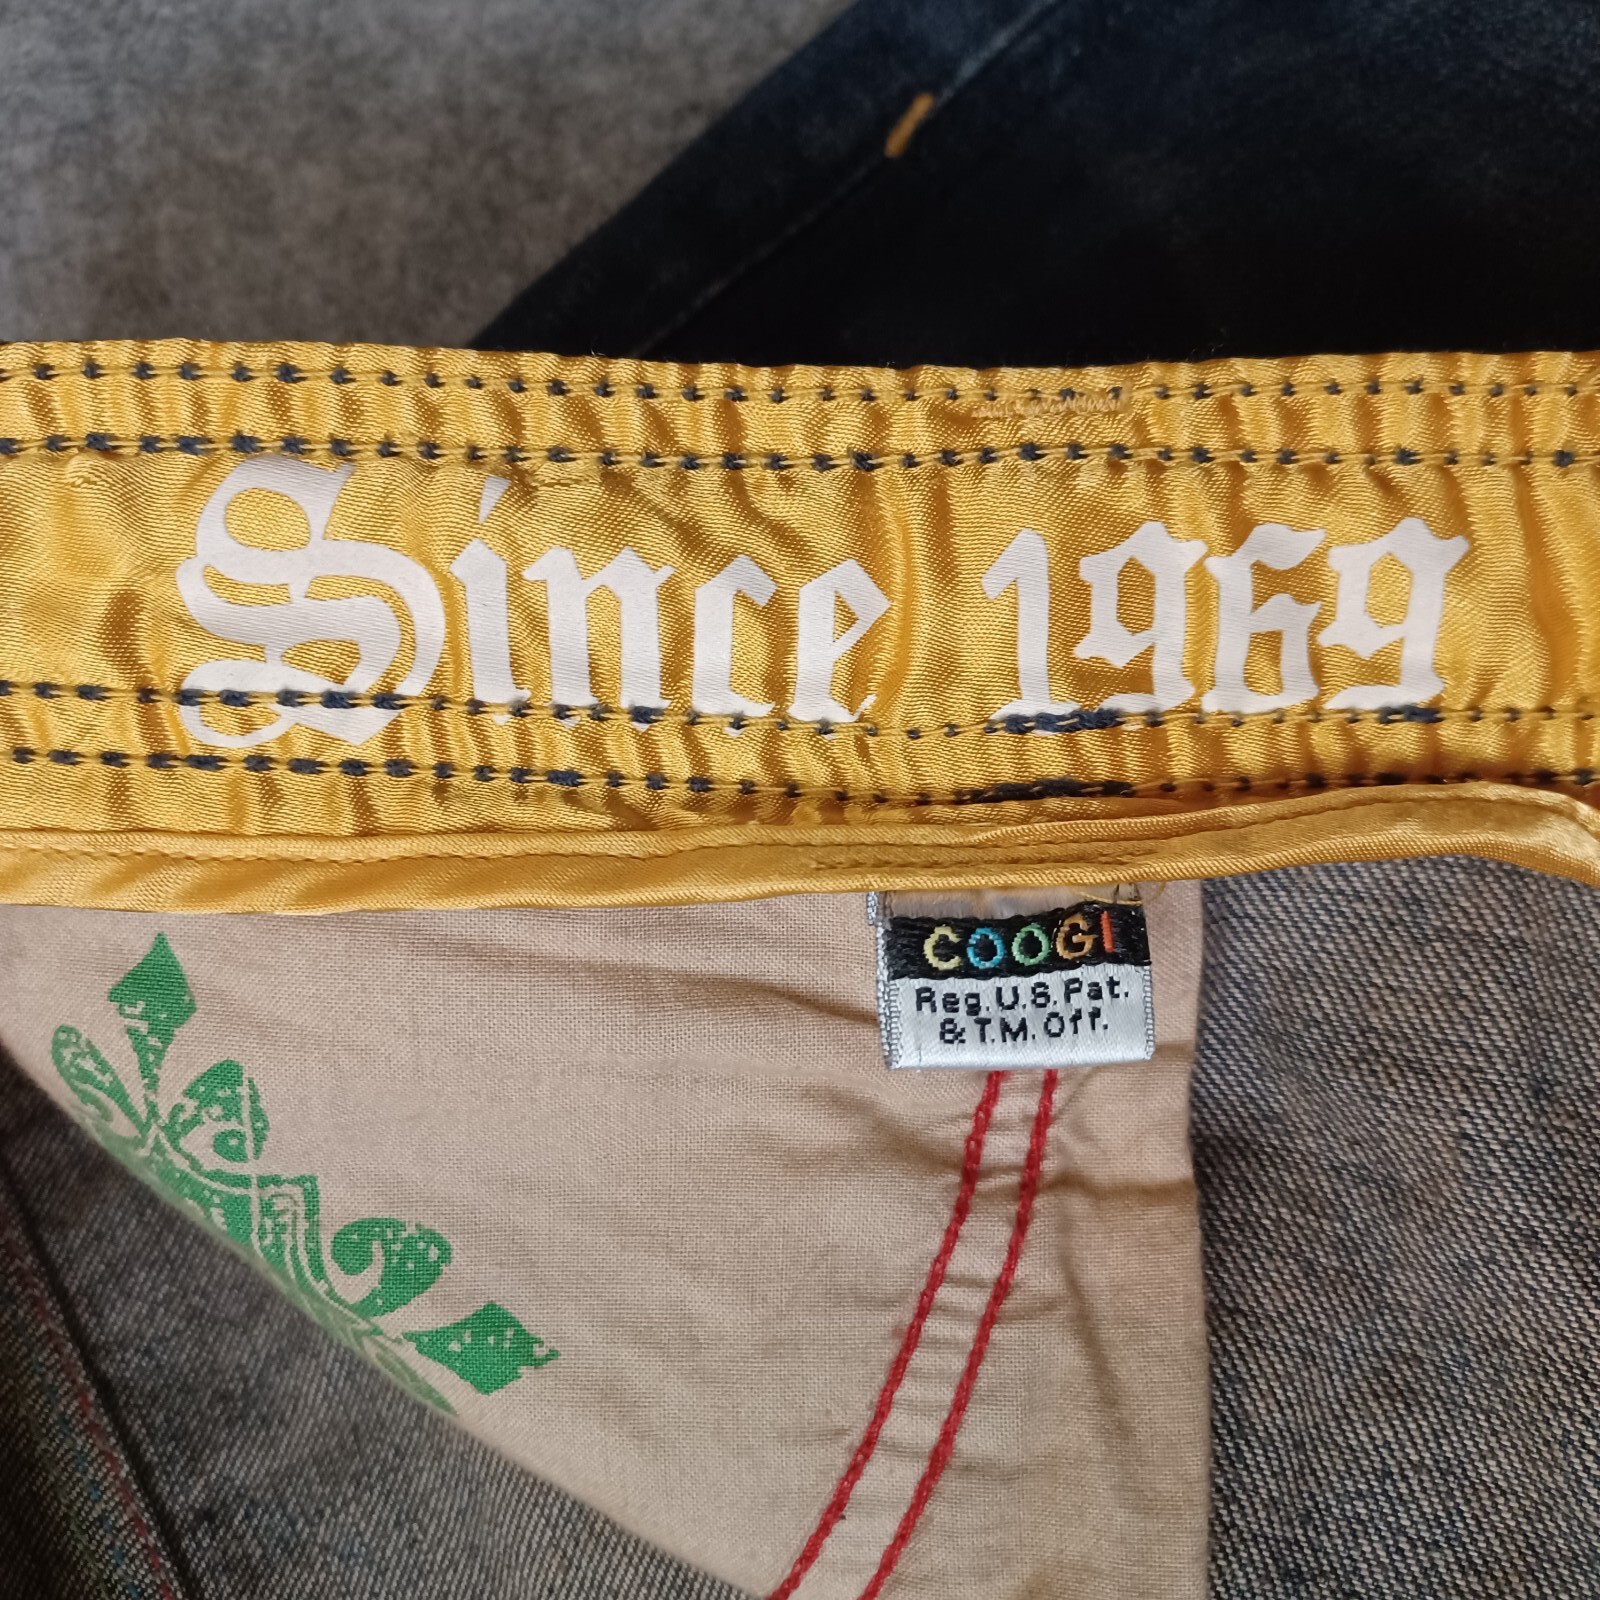 Since 1969
COOGI
Reg. U.S. Pat.
& T.M. Off.